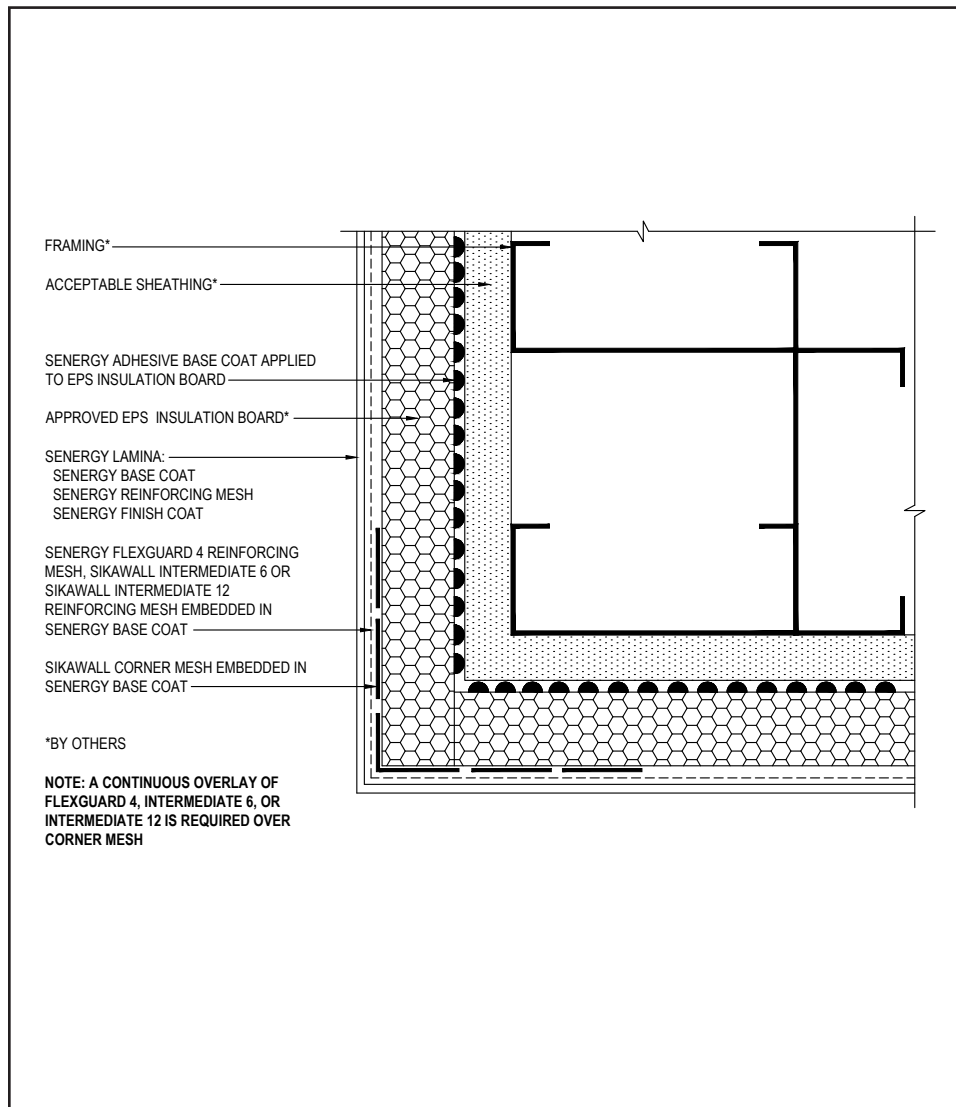 FRAMING*
ACCEPTABLE SHEATHING*
SENERGY ADHESIVE BASE COAT APPLIED
TO EPS INSULATION BOARD
APPROVED EPS INSULATION BOARD*
SENERGY LAMINA:
SENERGY BASE COAT
SENERGY REINFORCING MESH
SENERGY FINISH COAT
SENERGY FLEXGUARD 4 REINFORCING
MESH, SIKAWALL INTERMEDIATE 6 OR
SIKAWALL INTERMEDIATE 12
REINFORCING MESH EMBEDDED IN
SENERGY BASE COAT
SIKAWALL CORNER MESH EMBEDDED IN
SENERGY BASE COAT
*BY OTHERS
NOTE: A CONTINUOUS OVERLAY OF
FLEXGUARD 4, INTERMEDIATE 6, OR
INTERMEDIATE 12 IS REQUIRED OVER
CORNER MESH